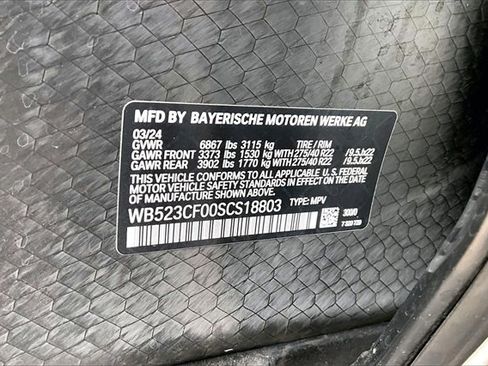 MFD BY BAYERISCHE MOTOREN WERKE AG
03/24
GVWR 6867 lbs 3115 kg TIRE / RIM
GAWR FRONT 3373 lbs 1530 kg WITH 275/40 R22 / 9.5Jx22
GAWR REAR 3902 lbs 1770 kg WITH 275/40 R22 / 9.5Jx22
THIS VEHICLE CONFORMS TO ALL APPLICABLE U.S. FEDERAL
SAFETY STANDARDS IN EFFECT ON THE DATE OF
MANUFACTURE SHOWN ABOVE.
WB523CF00SCS18803 TYPE: MPV
300/0